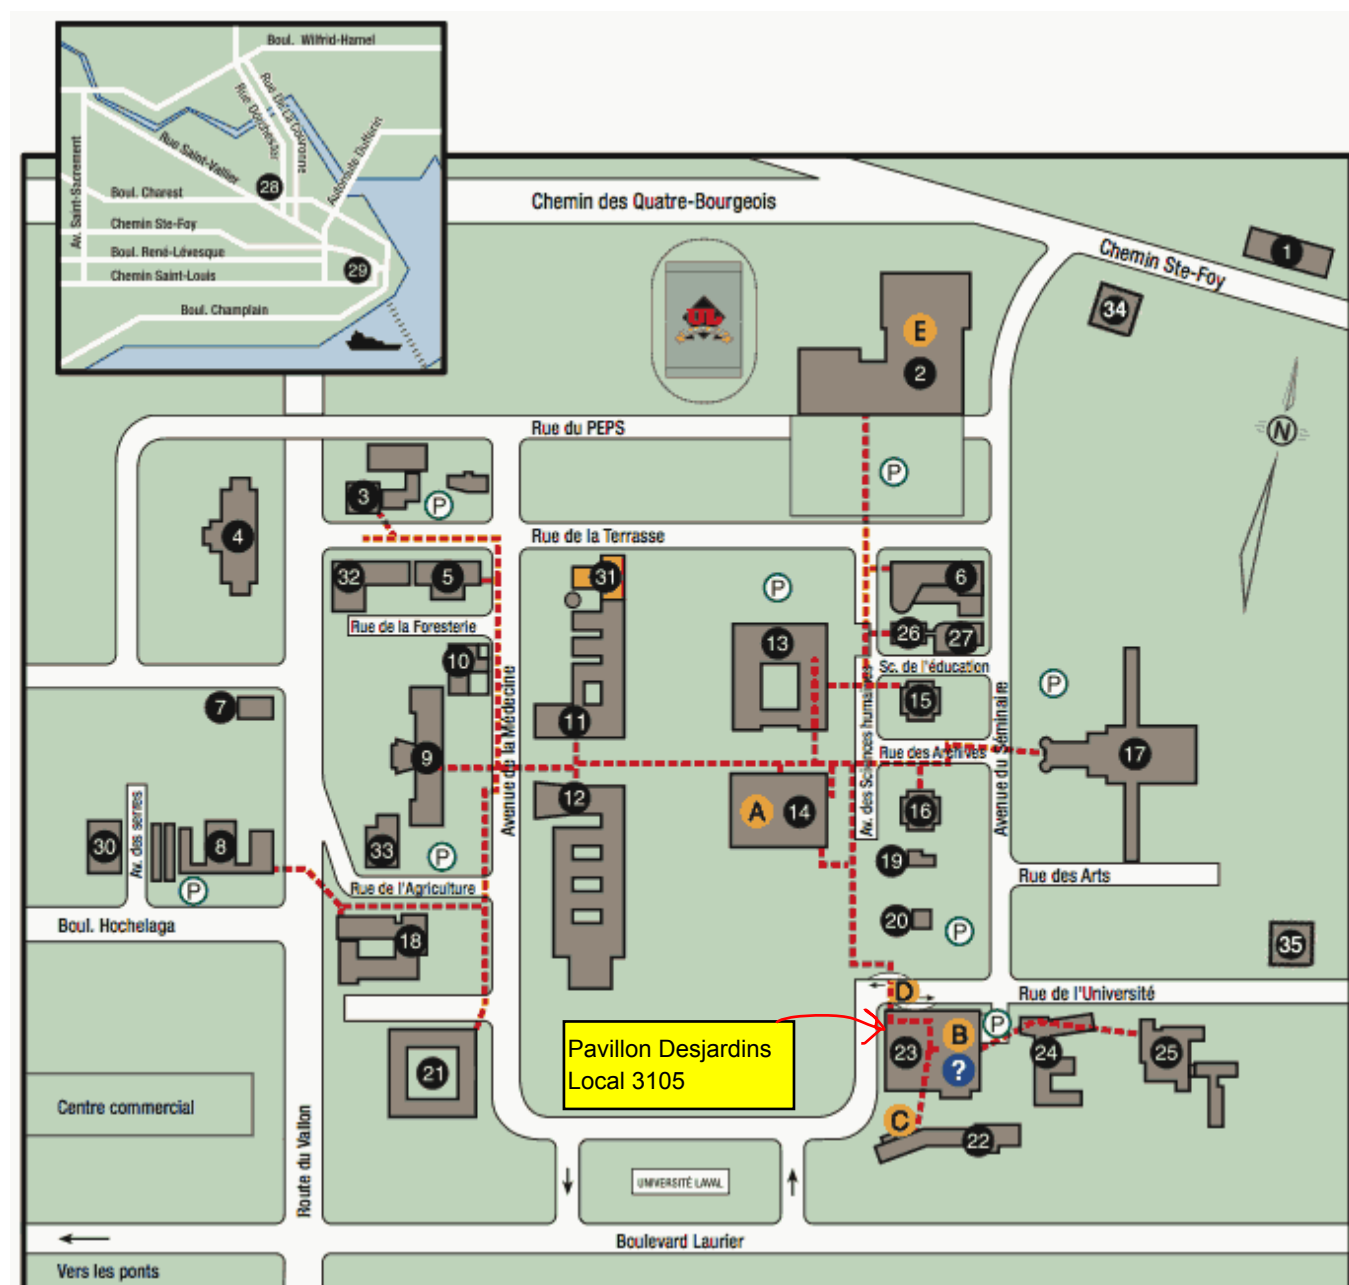 Boul. Wilfrid-Hamel
Rue De La Couronne
Rue Dorchester
Autoroute Dufferin
Rue Saint-Vallier
Av. Saint-Sacrement
28
Boul. Charest
Chemin Ste-Foy
Boul. René-Lévesque
29
Chemin Saint-Louis
Boul. Champlain
Chemin des Quatre-Bourgeois
Chemin Ste-Foy
1
34
UL
E
2
N
Rue du PEPS
P
3
P
4
Rue de la Terrasse
32
5
31
P
6
Rue de la Foresterie
26
27
13
10
Sc. de l'éducation
P
7
15
11
Avenue de la Médecine
Av. des Sciences humaines
Avenue du Séminaire
9
Rue des Archives
17
12
A
14
16
Av. des serres
30
8
33
P
19
P
Rue de l'Agriculture
Rue des Arts
Boul. Hochelaga
20
P
18
35
D
Rue de l'Université
P
B
Pavillon Desjardins
Local 3105
23
24
25
?
21
Centre commercial
C
22
Route du Vallon
UNIVERSITÉ LAVAL
Boulevard Laurier
Vers les ponts